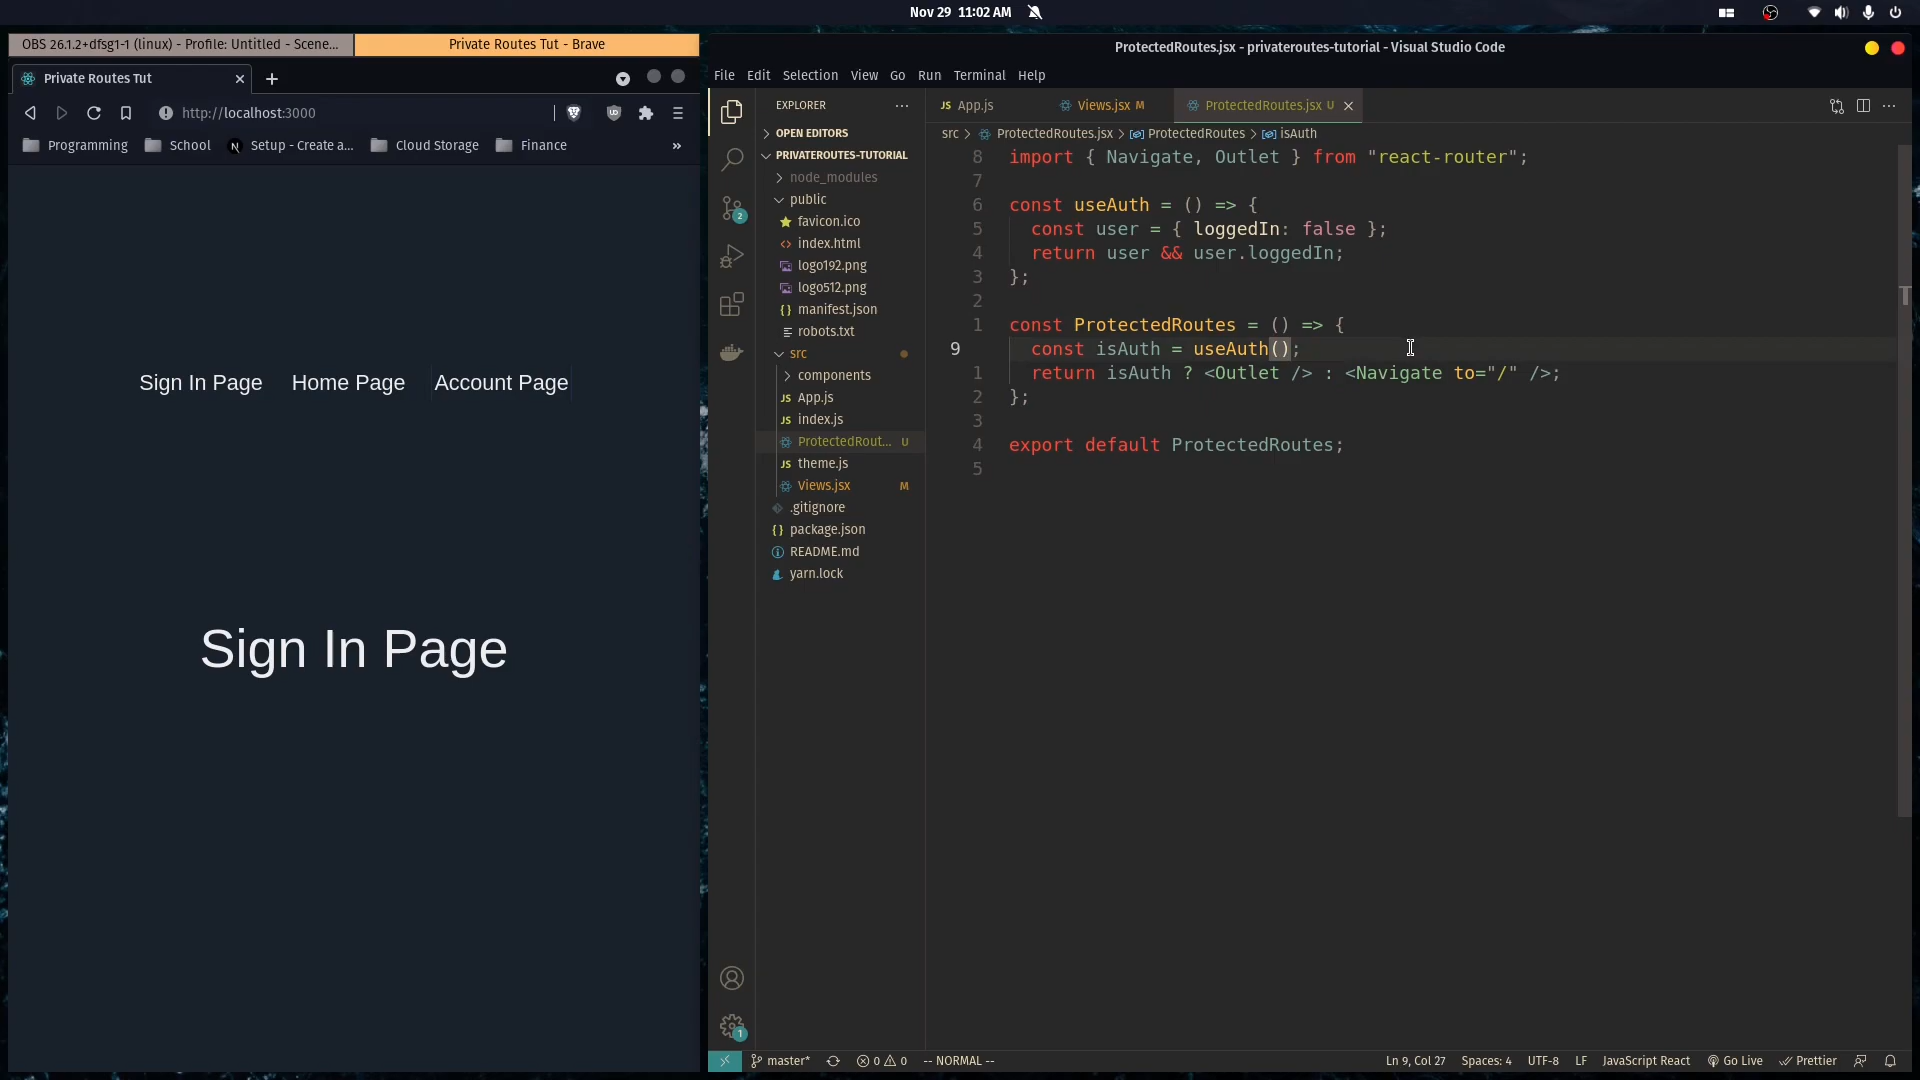 Nov 29 11:02 AM
OBS 26.1.2+dfsg1-1 (linux) - Profile: Untitled - Scene...
Private Routes Tut - Brave
Private Routes Tut
http://localhost:3000
Programming
School
Setup - Create a...
Cloud Storage
Finance
»
Sign In Page
Home Page
Account Page
Sign In Page
ProtectedRoutes.jsx - privateroutes-tutorial - Visual Studio Code
File Edit Selection View Go Run Terminal Help
EXPLORER
OPEN EDITORS
PRIVATEROUTES-TUTORIAL
node_modules
public
favicon.ico
index.html
logo192.png
logo512.png
manifest.json
robots.txt
src
components
JS App.js
JS index.js
ProtectedRout... U
JS theme.js
Views.jsx M
.gitignore
package.json
README.md
yarn.lock
2
1
JS App.js
Views.jsx M
ProtectedRoutes.jsx U
src > ProtectedRoutes.jsx > ProtectedRoutes > isAuth
8 import { Navigate, Outlet } from "react-router";
7
6 const useAuth = () => {
5 const user = { loggedIn: false };
4 return user && user.loggedIn;
3 };
2
1 const ProtectedRoutes = () => {
9 const isAuth = useAuth();
1 return isAuth ? <Outlet /> : <Navigate to="/" />;
2 };
3
4 export default ProtectedRoutes;
5
master*
0 0
-- NORMAL --
Ln 9, Col 27
Spaces: 4
UTF-8
LF
JavaScript React
Go Live
Prettier